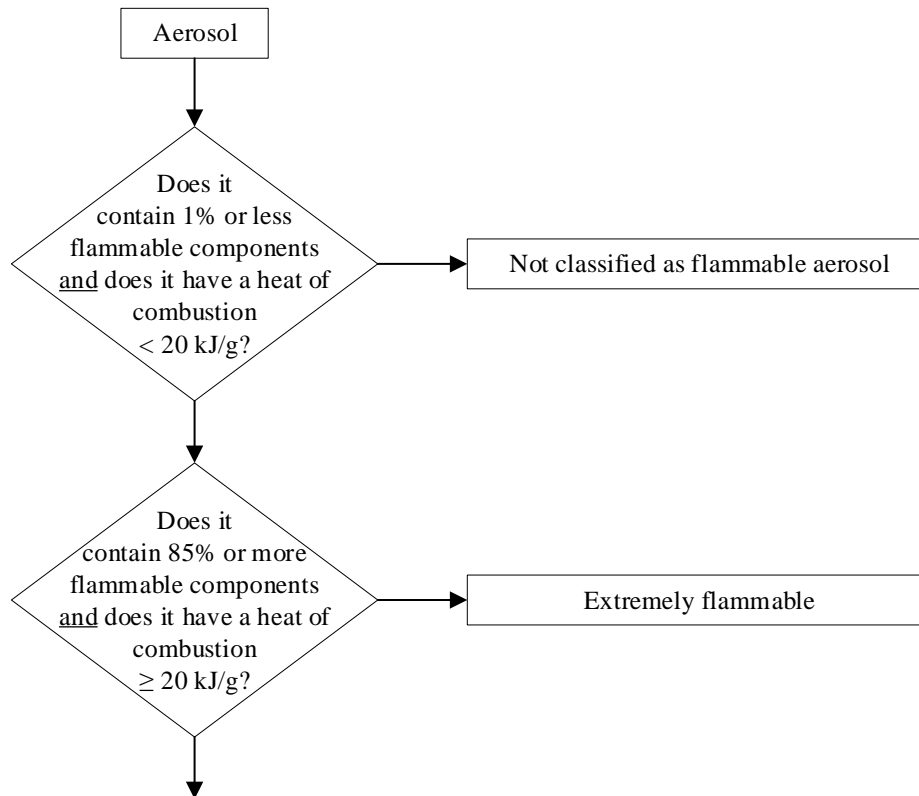 Aerosol
Does it
contain 1% or less
flammable components
and does it have a heat of
combustion
< 20 kJ/g?
Not classified as flammable aerosol
Does it
contain 85% or more
flammable components
and does it have a heat of
combustion
≥ 20 kJ/g?
Extremely flammable